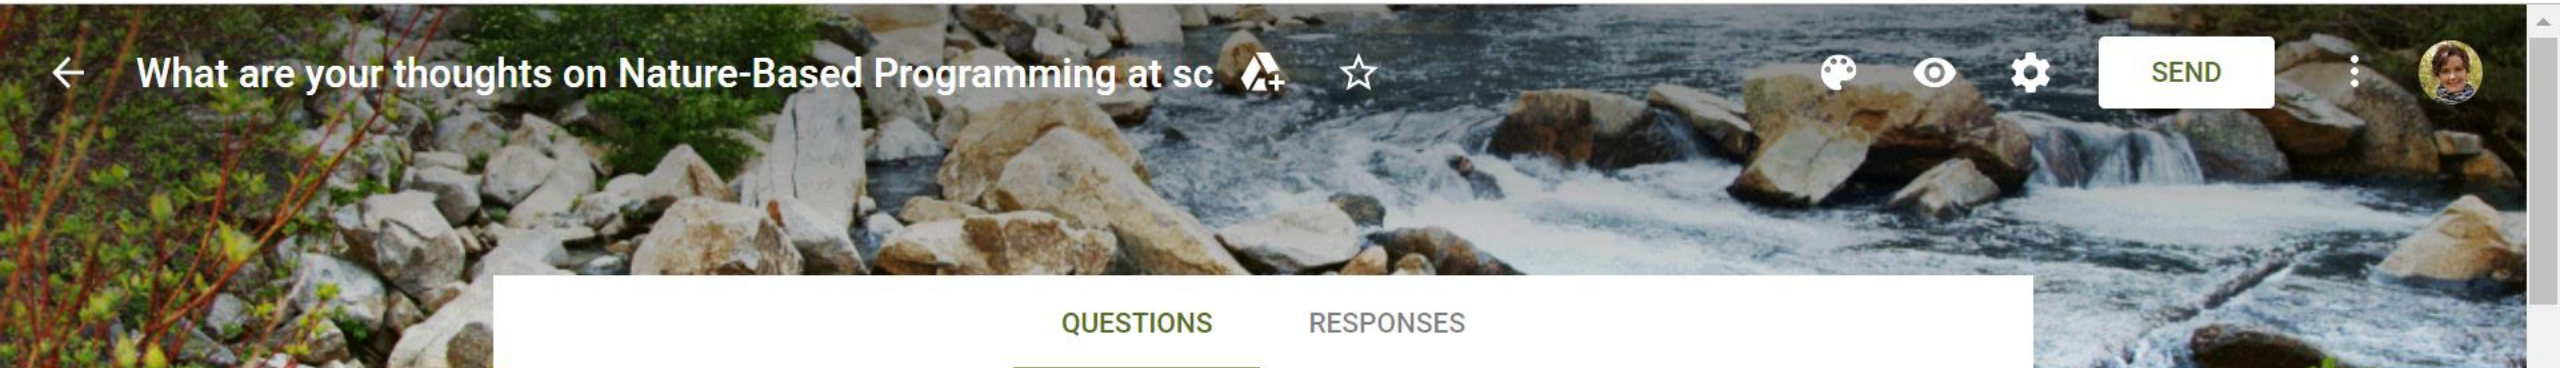 What are your thoughts on Nature-Based Programming at sc
SEND
QUESTIONS
RESPONSES